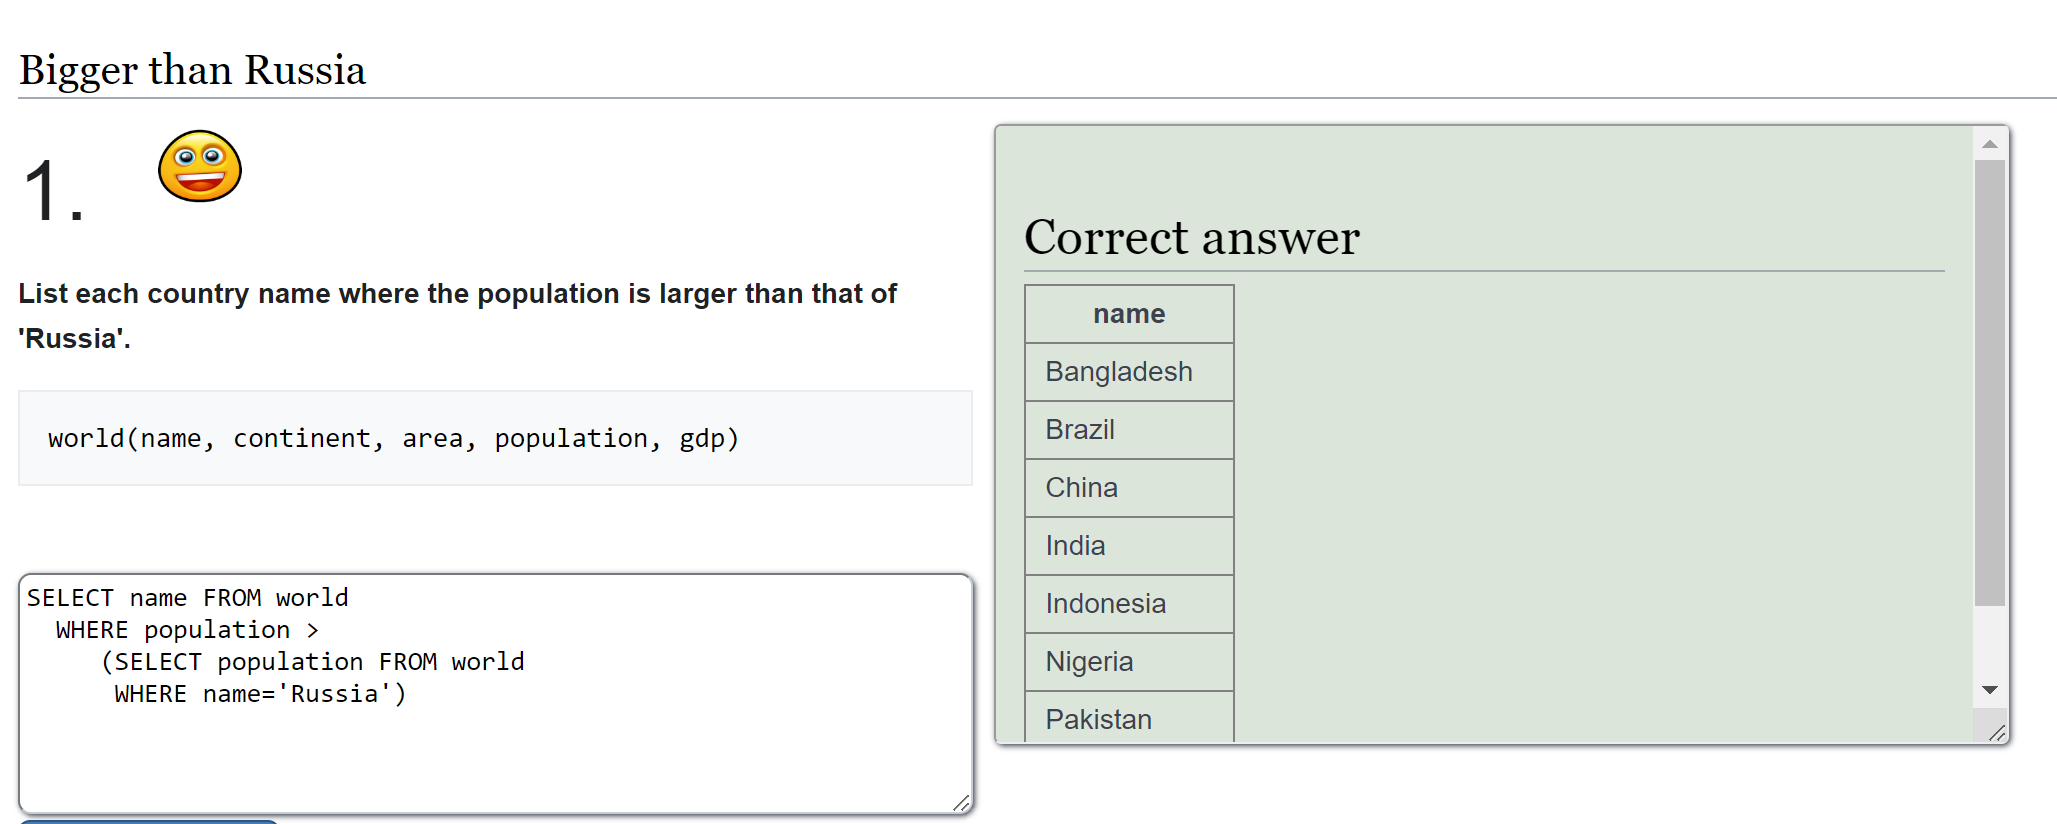 Bigger than Russia
1.
List each country name where the population is larger than that of
'Russia'.
world(name, continent, area, population, gdp)
SELECT name FROM world
WHERE population >
(SELECT population FROM world
WHERE name='Russia')
Correct answer
name
Bangladesh
Brazil
China
India
Indonesia
Nigeria
Pakistan